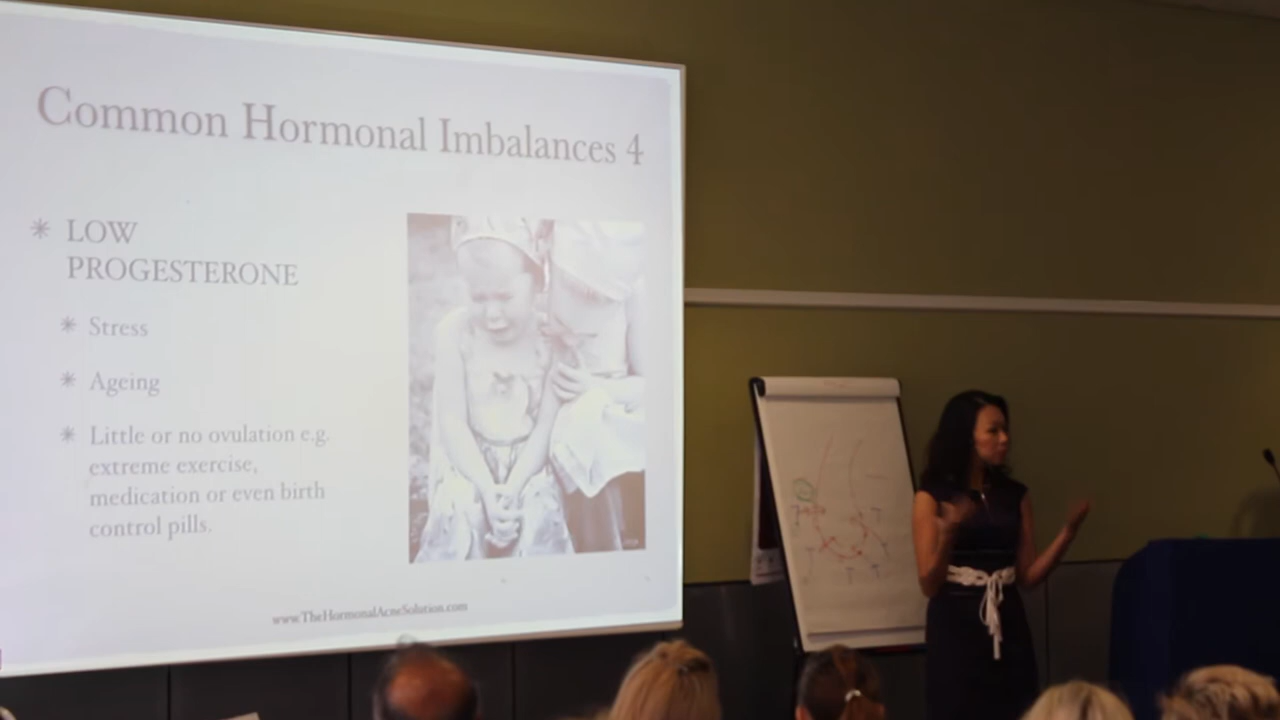 Common Hormonal Imbalances 4
LOW
PROGESTERONE
Stress
Ageing
Little or no ovulation e.g.
extreme exercise,
medication or even birth
control pills.
www.TheHormonalAcneSolution.com